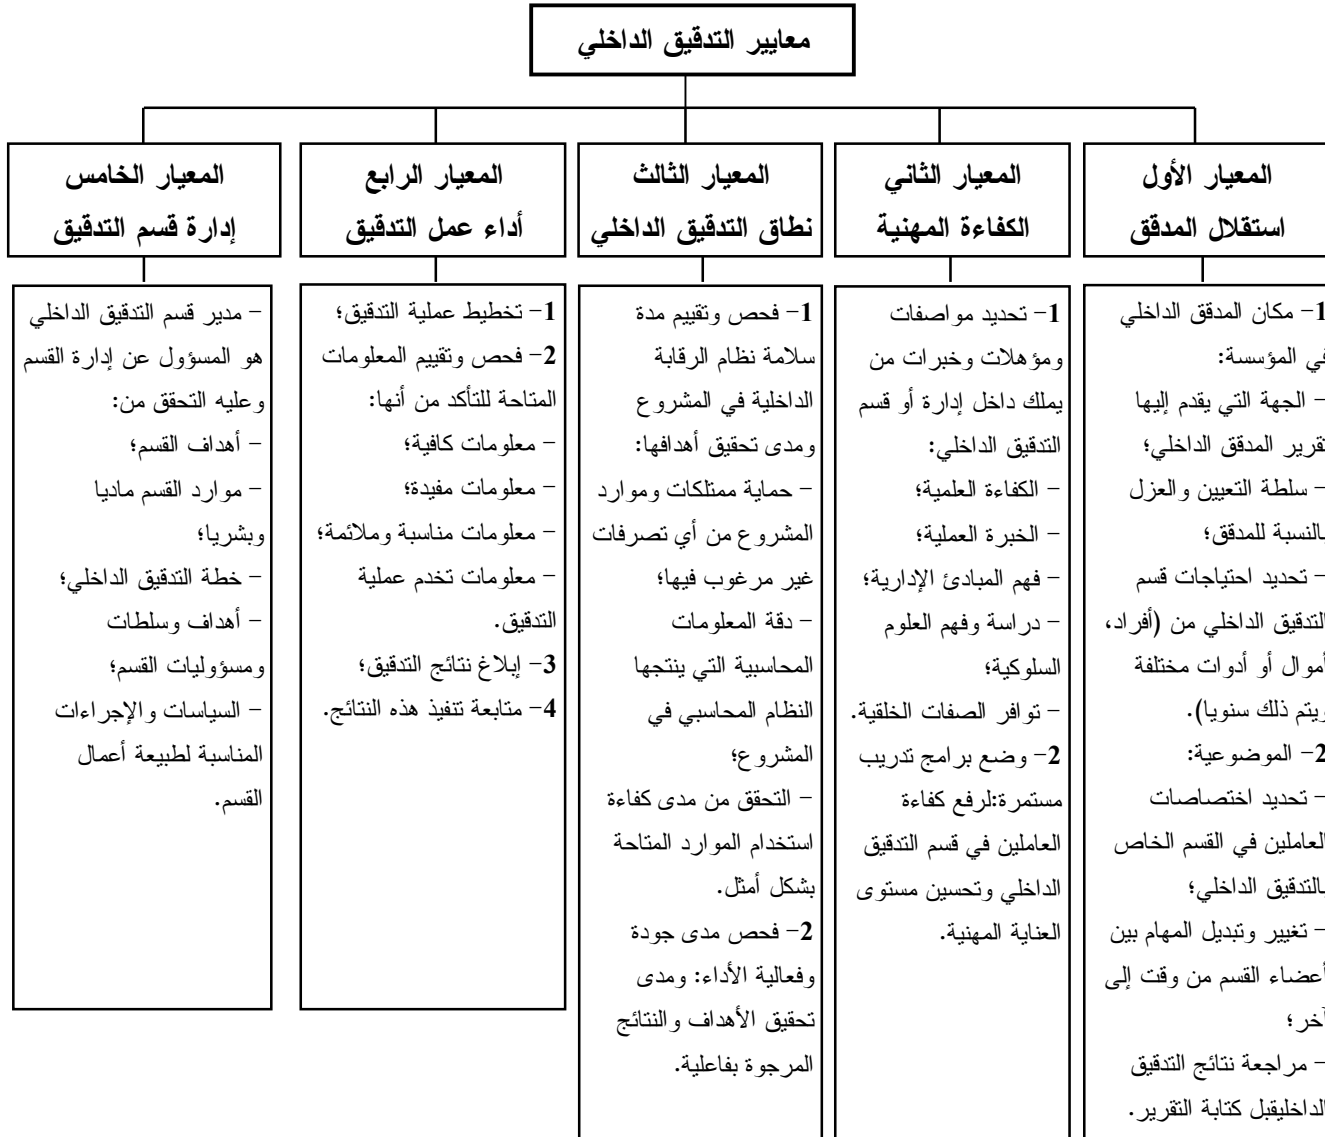 معايير التدقيق الداخلي
المعيار الأول
استقلال المدقق
1- مكان المدقق الداخلي
في المؤسسة:
- الجهة التي يقدم إليها
تقرير المدقق الداخلي؛
- سلطة التعيين والعزل
بالنسبة للمدقق؛
- تحديد احتياجات قسم
التدقيق الداخلي من (أفراد،
أموال أو أدوات مختلفة
ويتم ذلك سنويا).
2- الموضوعية:
- تحديد اختصاصات
العاملين في القسم الخاص
بالتدقيق الداخلي؛
- تغيير وتبديل المهام بين
أعضاء القسم من وقت إلى
آخر؛
- مراجعة نتائج التدقيق
الداخليقبل كتابة التقرير.
المعيار الثاني
الكفاءة المهنية
1- تحديد مواصفات
ومؤهلات وخبرات من
يملك داخل إدارة أو قسم
التدقيق الداخلي:
- الكفاءة العلمية؛
- الخبرة العملية؛
- فهم المبادئ الإدارية؛
- دراسة وفهم العلوم
السلوكية؛
- توافر الصفات الخلقية.
2- وضع برامج تدريب
مستمرة:لرفع كفاءة
العاملين في قسم التدقيق
الداخلي وتحسين مستوى
العناية المهنية.
المعيار الثالث
نطاق التدقيق الداخلي
1- فحص وتقييم مدة
سلامة نظام الرقابة
الداخلية في المشروع
ومدى تحقيق أهدافها:
- حماية ممتلكات وموارد
المشروع من أي تصرفات
غير مرغوب فيها؛
- دقة المعلومات
المحاسبية التي ينتجها
النظام المحاسبي في
المشروع؛
- التحقق من مدى كفاءة
استخدام الموارد المتاحة
بشكل أمثل.
2- فحص مدى جودة
وفعالية الأداء: ومدى
تحقيق الأهداف والنتائج
المرجوة بفاعلية.
المعيار الرابع
أداء عمل التدقيق
1- تخطيط عملية التدقيق؛
2- فحص وتقييم المعلومات
المتاحة للتأكد من أنها:
- معلومات كافية؛
- معلومات مفيدة؛
- معلومات مناسبة وملائمة؛
- معلومات تخدم عملية
التدقيق.
3- إبلاغ نتائج التدقيق؛
4- متابعة تنفيذ هذه النتائج.
المعيار الخامس
إدارة قسم التدقيق
- مدير قسم التدقيق الداخلي
هو المسؤول عن إدارة القسم
وعليه التحقق من:
- أهداف القسم؛
- موارد القسم ماديا
وبشريا؛
- خطة التدقيق الداخلي؛
- أهداف وسلطات
ومسؤوليات القسم؛
- السياسات والإجراءات
المناسبة لطبيعة أعمال
القسم.